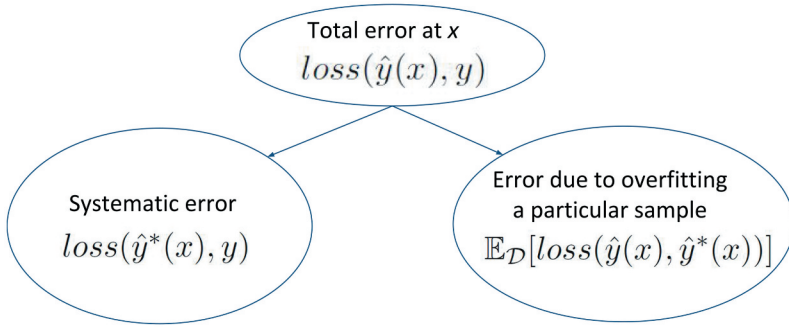 Total error at x
loss(ŷ(x), y)
Systematic error
loss(ŷ*(x), y)
Error due to overfitting
a particular sample
𝔼_𝒟[loss(ŷ(x), ŷ*(x))]